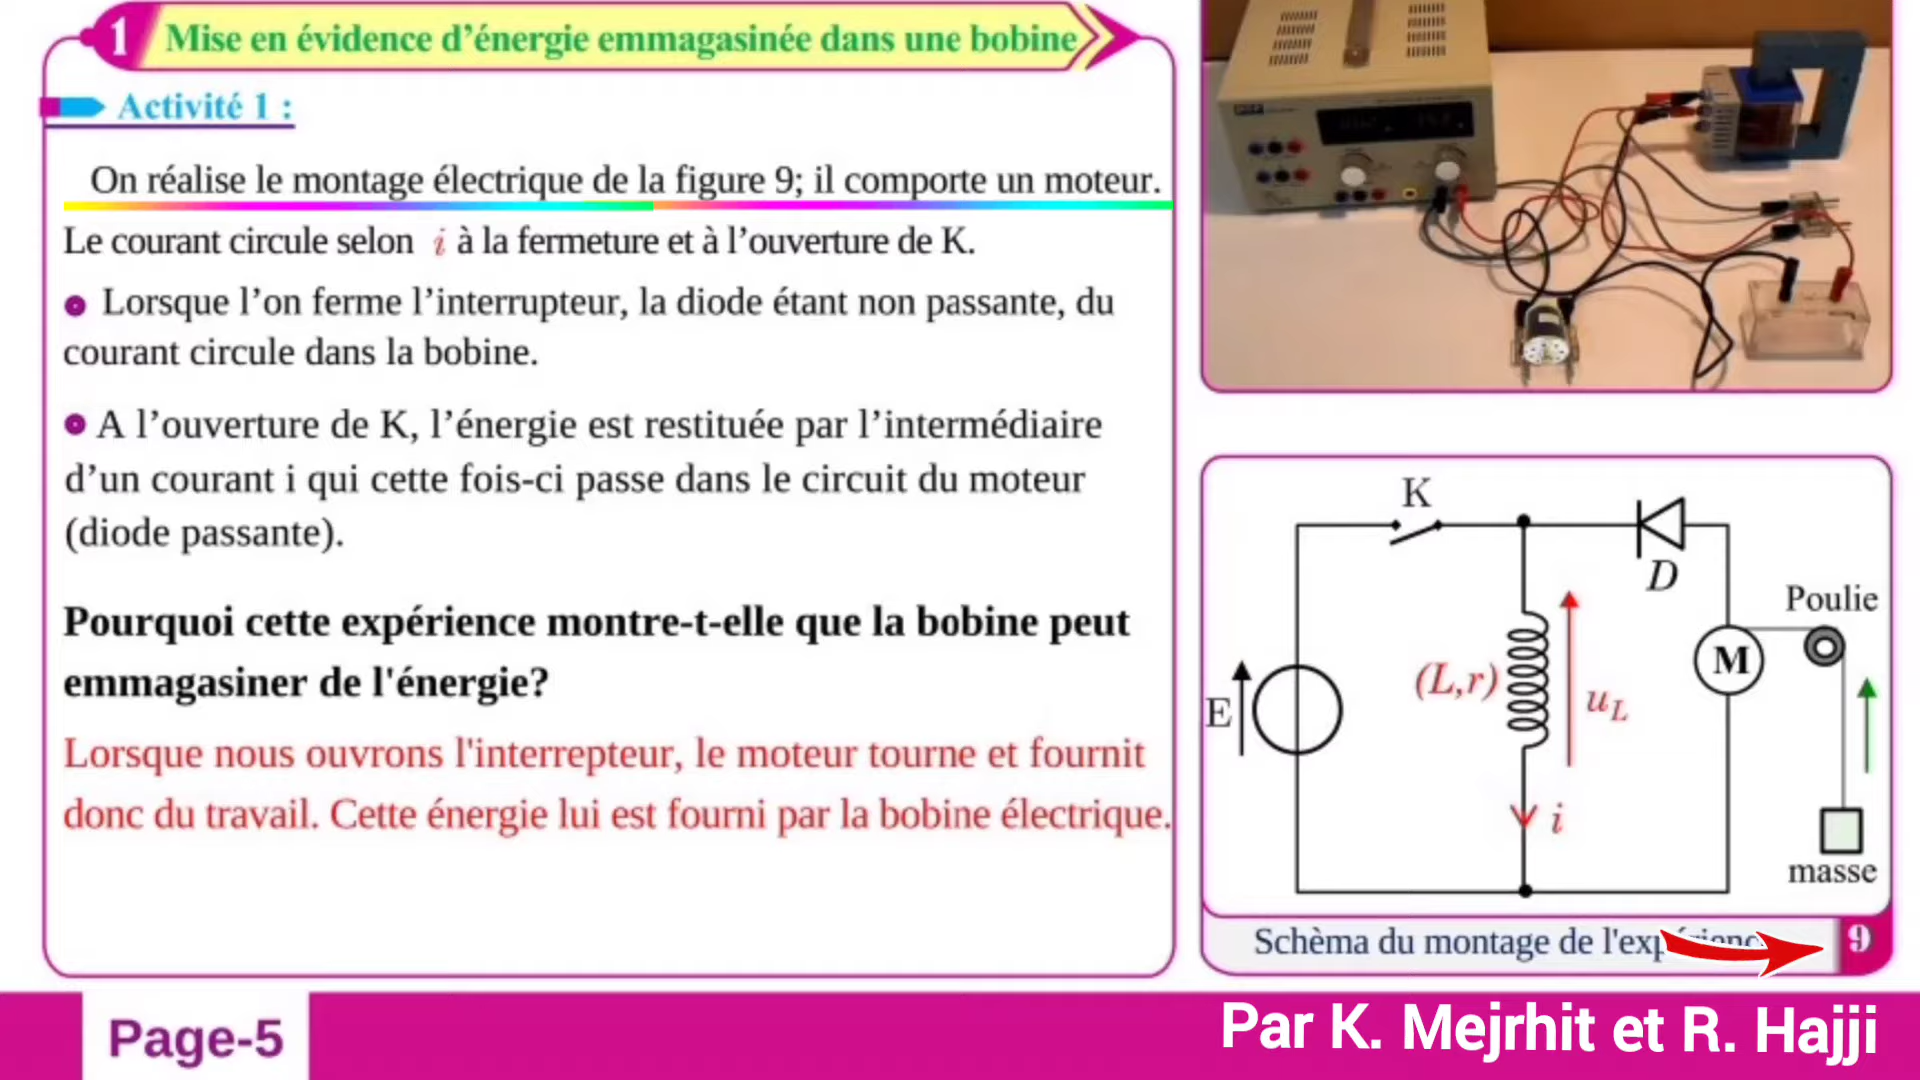 1 Mise en évidence d’énergie emmagasinée dans une bobine
Activité 1 :
On réalise le montage électrique de la figure 9; il comporte un moteur.
Le courant circule selon i à la fermeture et à l’ouverture de K.
Lorsque l’on ferme l’interrupteur, la diode étant non passante, du
courant circule dans la bobine.
A l’ouverture de K, l’énergie est restituée par l’intermédiaire
d’un courant i qui cette fois-ci passe dans le circuit du moteur
(diode passante).
Pourquoi cette expérience montre-t-elle que la bobine peut
emmagasiner de l'énergie?
Lorsque nous ouvrons l'interrepteur, le moteur tourne et fournit
donc du travail. Cette énergie lui est fourni par la bobine électrique.
K
D
Poulie
M
(L,r)
uL
E
i
masse
Schèma du montage de l'expérience
9
Page-5
Par K. Mejrhit et R. Hajji